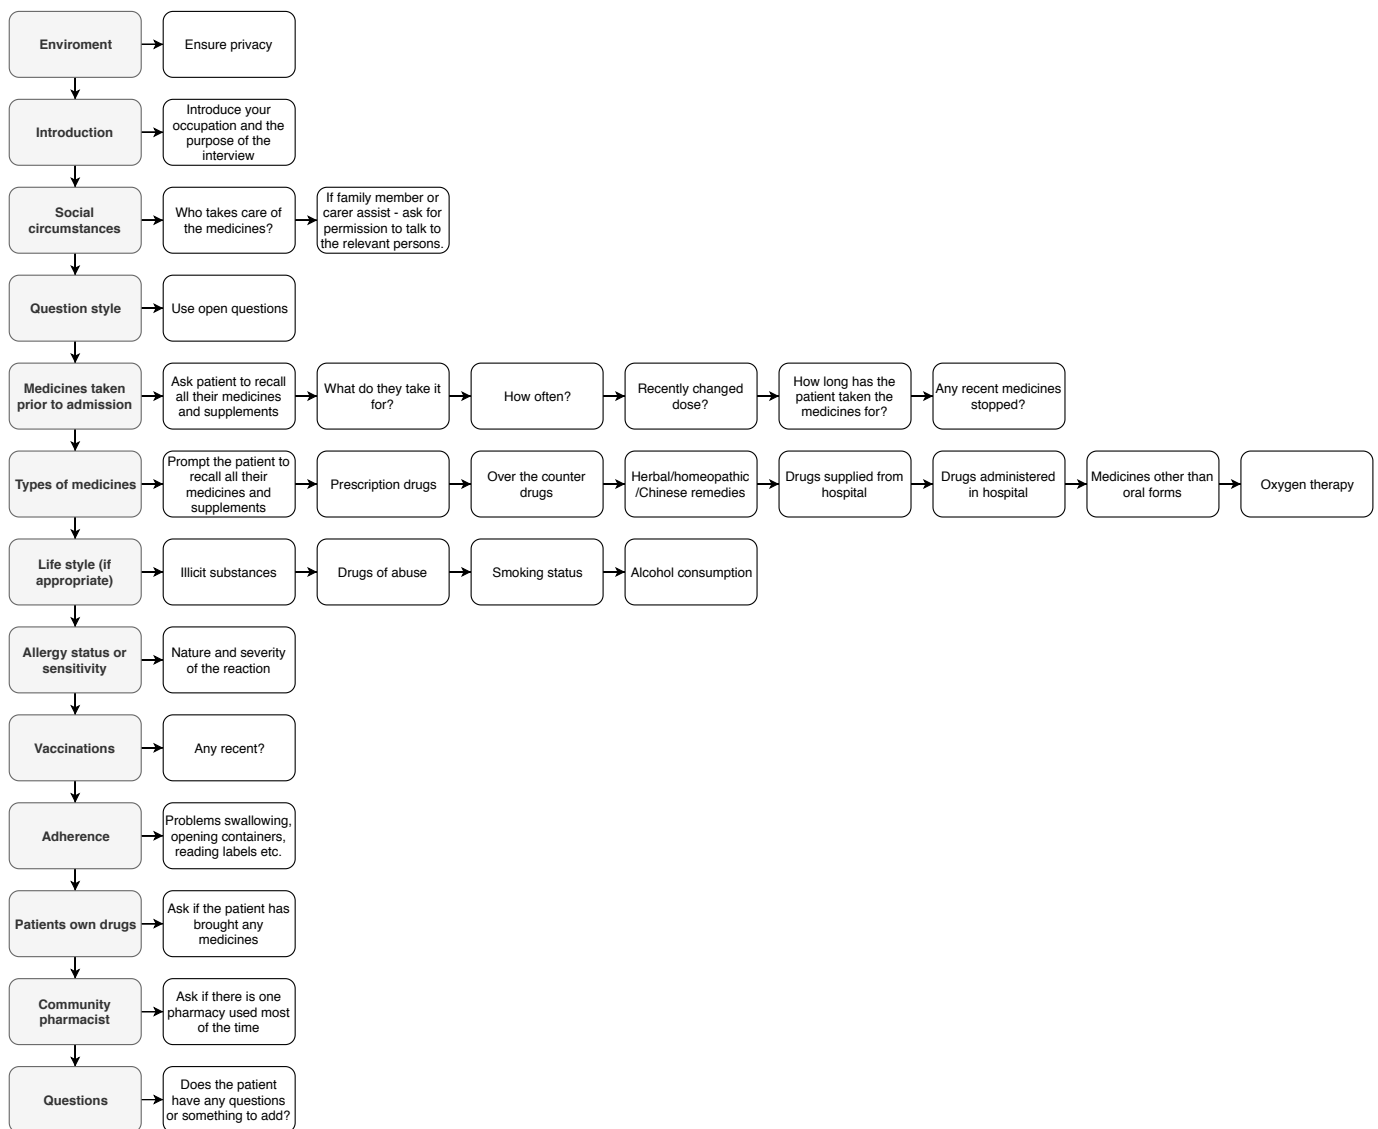 Enviroment
Ensure privacy
Introduction
Introduce your
occupation and the
purpose of the
interview
Social
circumstances
Who takes care of
the medicines?
If family member or
carer assist - ask for
permission to talk to
the relevant persons.
Question style
Use open questions
Medicines taken
prior to admission
Ask patient to recall
all their medicines
and supplements
What do they take it
for?
How often?
Recently changed
dose?
How long has the
patient taken the
medicines for?
Any recent medicines
stopped?
Types of medicines
Prompt the patient to
recall all their
medicines and
supplements
Prescription drugs
Over the counter
drugs
Herbal/homeopathic
/Chinese remedies
Drugs supplied from
hospital
Drugs administered
in hospital
Medicines other than
oral forms
Oxygen therapy
Life style (if
appropriate)
Illicit substances
Drugs of abuse
Smoking status
Alcohol consumption
Allergy status or
sensitivity
Nature and severity
of the reaction
Vaccinations
Any recent?
Adherence
Problems swallowing,
opening containers,
reading labels etc.
Patients own drugs
Ask if the patient has
brought any
medicines
Community
pharmacist
Ask if there is one
pharmacy used most
of the time
Questions
Does the patient
have any questions
or something to add?